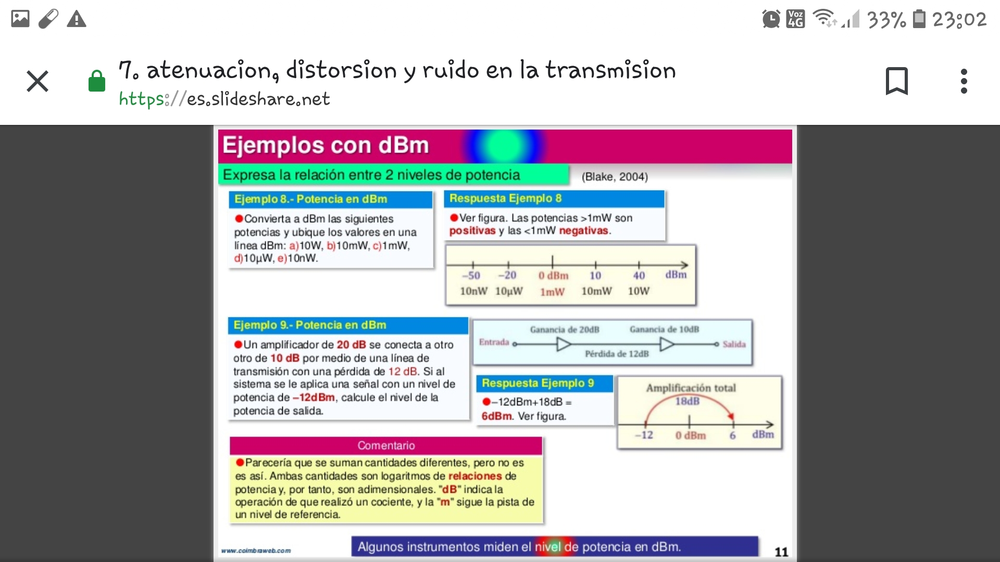 Voz 4G 33% 23:02
7. atenuacion, distorsion y ruido en la transmision
https://es.slideshare.net
Ejemplos con dBm
Expresa la relación entre 2 niveles de potencia
(Blake, 2004)
Ejemplo 8.- Potencia en dBm
●Convierta a dBm las siguientes
potencias y ubique los valores en una
línea dBm: a)10W, b)10mW, c)1mW,
d)10µW, e)10nW.
Respuesta Ejemplo 8
●Ver figura. Las potencias >1mW son
positivas y las <1mW negativas.
−50 −20 0 dBm 10 40 dBm
10nW 10µW 1mW 10mW 10W
Ejemplo 9.- Potencia en dBm
●Un amplificador de 20 dB se conecta a otro
otro de 10 dB por medio de una línea de
transmisión con una pérdida de 12 dB. Si al
sistema se le aplica una señal con un nivel de
potencia de −12dBm, calcule el nivel de la
potencia de salida.
Ganancia de 20dB Ganancia de 10dB
Entrada Salida
Pérdida de 12dB
Respuesta Ejemplo 9
●−12dBm+18dB =
6dBm. Ver figura.
Amplificación total
18dB
−12 0 dBm 6 dBm
Comentario
●Parecería que se suman cantidades diferentes, pero no es
es así. Ambas cantidades son logaritmos de relaciones de
potencia y, por tanto, son adimensionales. "dB" indica la
operación de que realizó un cociente, y la "m" sigue la pista de
un nivel de referencia.
www.coimbraweb.com
Algunos instrumentos miden el nivel de potencia en dBm.
11